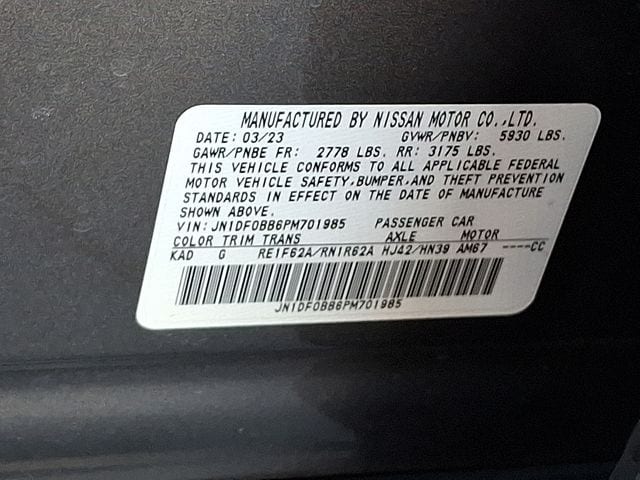 MANUFACTURED BY NISSAN MOTOR CO.,LTD.
DATE: 03/23 GVWR/PNBV: 5930 LBS.
GAWR/PNBE FR: 2778 LBS. RR: 3175 LBS.
THIS VEHICLE CONFORMS TO ALL APPLICABLE FEDERAL
MOTOR VEHICLE SAFETY,BUMPER,AND THEFT PREVENTION
STANDARDS IN EFFECT ON THE DATE OF MANUFACTURE
SHOWN ABOVE.
VIN: JN1DF0BB6PM701985 PASSENGER CAR
COLOR TRIM TRANS AXLE MOTOR
KAD G RE1F62A/RN1R62A HJ42/HN39 AM67 ----CC
JN1DF0BB6PM701985